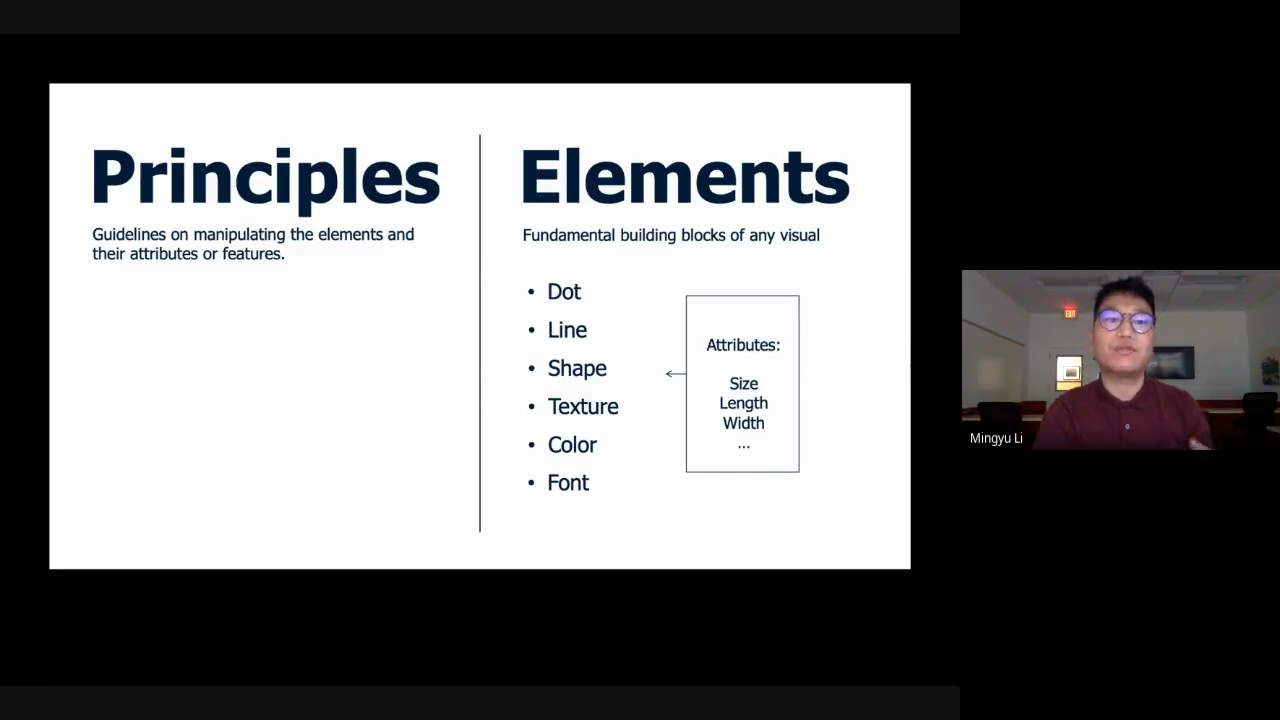 Principles
Guidelines on manipulating the elements and
their attributes or features.
Elements
Fundamental building blocks of any visual
• Dot
• Line
• Shape
• Texture
• Color
• Font
Attributes:
Size
Length
Width
...
EXIT
Mingyu Li